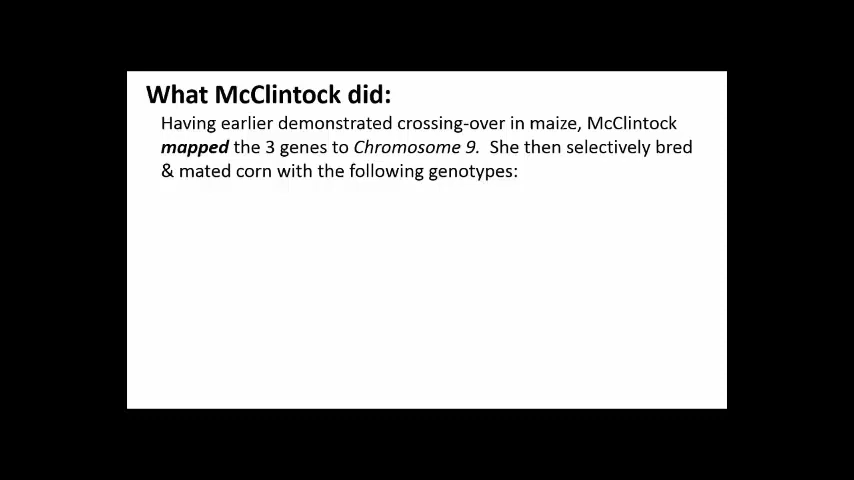 What McClintock did:
Having earlier demonstrated crossing-over in maize, McClintock
mapped the 3 genes to Chromosome 9. She then selectively bred
& mated corn with the following genotypes: